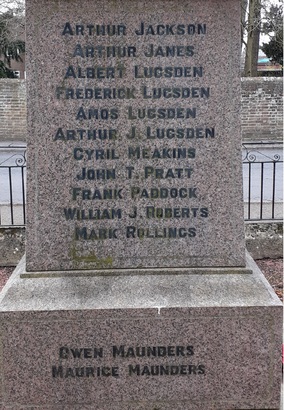 Arthur Jackson
Arthur Janes
Albert Lugsden
Frederick Lugsden
Amos Lugsden
Arthur J. Lugsden
Cyril Meakins
John T. Pratt
Frank Paddock
William J. Roberts
Mark Rollings
Owen Maunders
Maurice Maunders